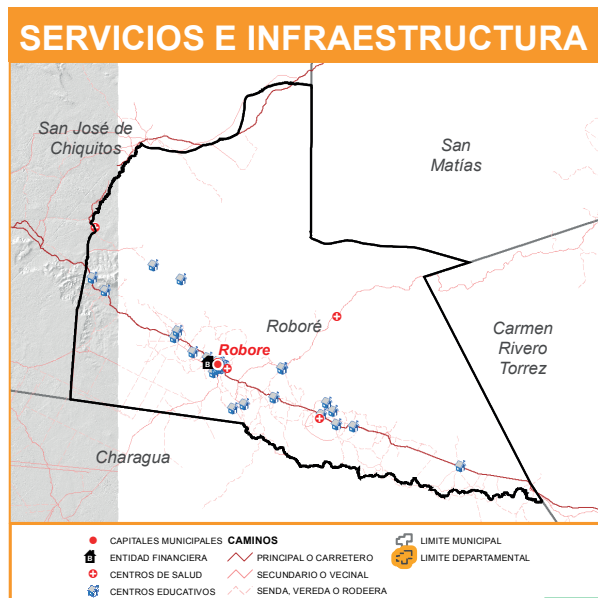 SERVICIOS E INFRAESTRUCTURA
San José de
Chiquitos
San
Matías
Roboré
Robore
Carmen
Rivero
Torrez
B
Charagua
CAPITALES MUNICIPALES
B ENTIDAD FINANCIERA
CENTROS DE SALUD
CENTROS EDUCATIVOS
CAMINOS
PRINCIPAL O CARRETERO
SECUNDARIO O VECINAL
SENDA, VEREDA O RODEERA
LIMITE MUNICIPAL
LIMITE DEPARTAMENTAL